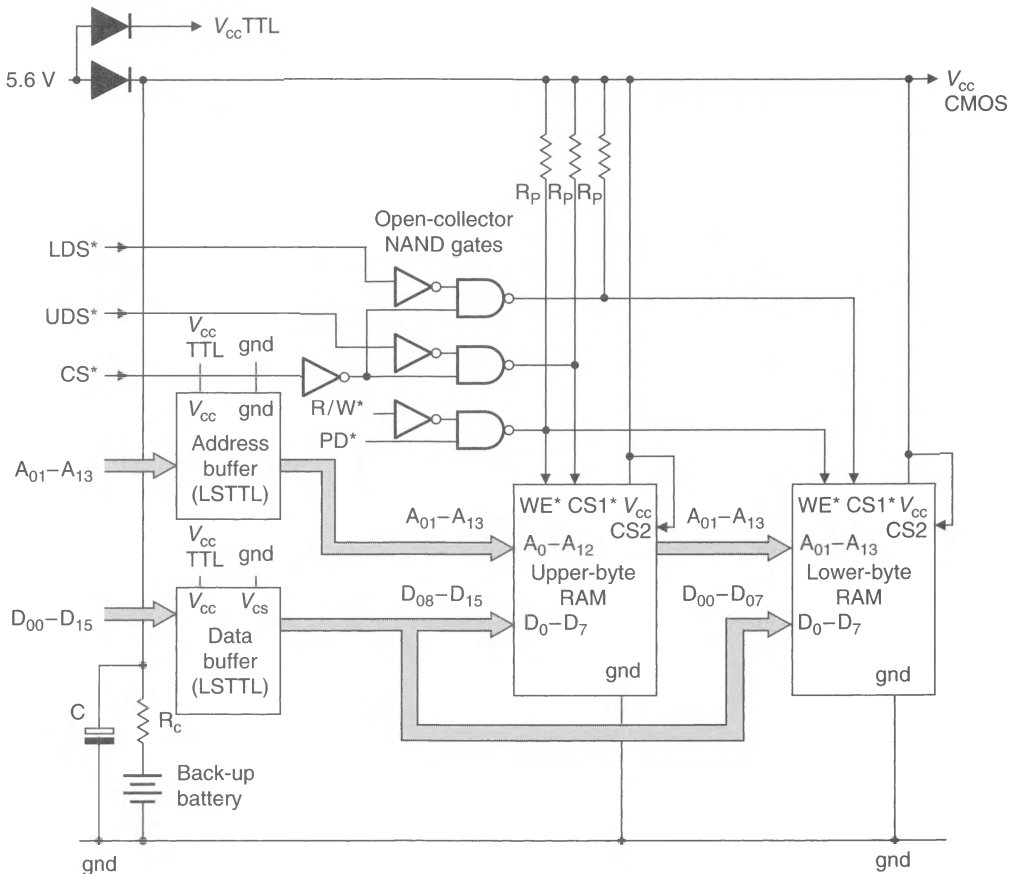 V_cc TTL
5.6 V
V_cc
CMOS
R_P R_P R_P
Open-collector
NAND gates
LDS*
UDS*
V_cc
TTL gnd
CS*
R/W*
PD*
V_cc gnd
Address
buffer
(LSTTL)
A_01–A_13
WE* CS1* V_cc
CS2
A_0–A_12
Upper-byte
RAM
D_0–D_7
gnd
A_01–A_13
A_01–A_13
WE* CS1* V_cc
CS2
A_01–A_13
Lower-byte
RAM
D_0–D_7
gnd
V_cc
TTL gnd
D_08–D_15
D_00–D_07
D_00–D_15
V_cc V_cs
Data
buffer
(LSTTL)
C
R_c
Back-up
battery
gnd
gnd